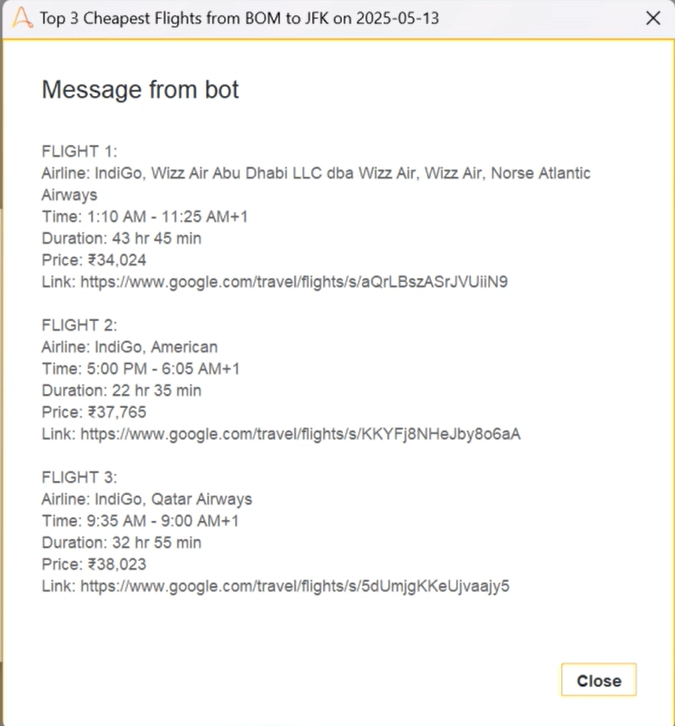 Top 3 Cheapest Flights from BOM to JFK on 2025-05-13
Message from bot
FLIGHT 1:
Airline: IndiGo, Wizz Air Abu Dhabi LLC dba Wizz Air, Wizz Air, Norse Atlantic
Airways
Time: 1:10 AM - 11:25 AM+1
Duration: 43 hr 45 min
Price: ₹34,024
Link: https://www.google.com/travel/flights/s/aQrLBszASrJVUiiN9
FLIGHT 2:
Airline: IndiGo, American
Time: 5:00 PM - 6:05 AM+1
Duration: 22 hr 35 min
Price: ₹37,765
Link: https://www.google.com/travel/flights/s/KKYFj8NHeJby8o6aA
FLIGHT 3:
Airline: IndiGo, Qatar Airways
Time: 9:35 AM - 9:00 AM+1
Duration: 32 hr 55 min
Price: ₹38,023
Link: https://www.google.com/travel/flights/s/5dUmjgKKeUjvaajy5
Close